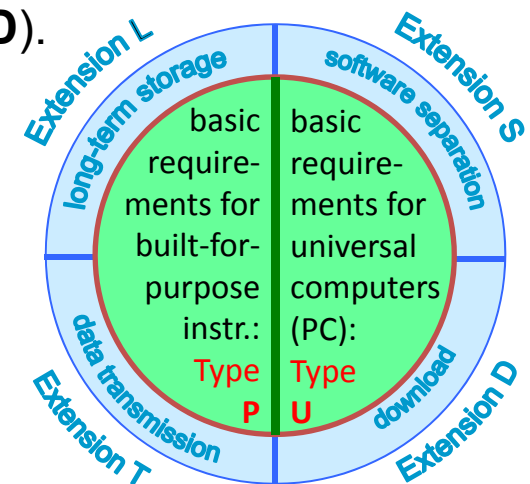 D).
Extension L
long-term storage
Extension S
software separation
basic
require-
ments for
built-for-
purpose
instr.:
Type
P
basic
require-
ments for
universal
computers
(PC):
Type
U
data transmission
Extension T
download
Extension D